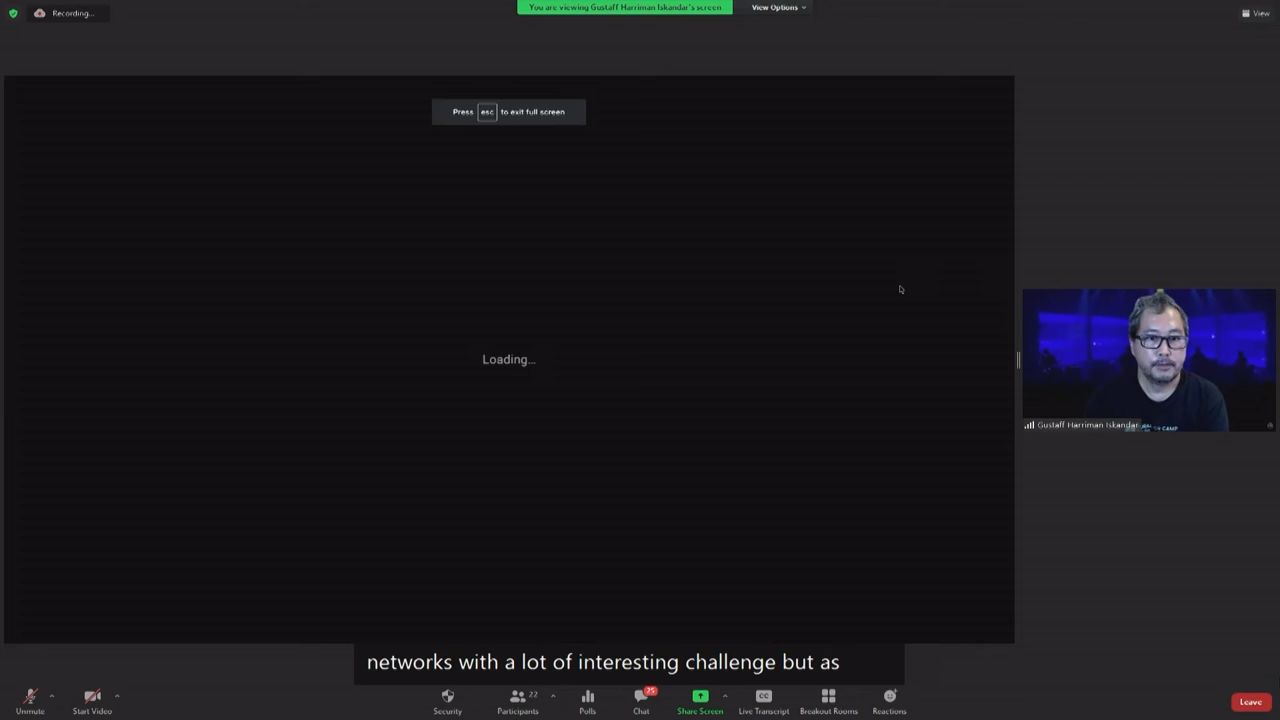 Recording...
You are viewing Gustaff Harriman Iskandar's screen
View Options
View
Press esc to exit full screen
Loading...
Gustaff Harriman Iskandar
networks with a lot of interesting challenge but as
Unmute
Start Video
Security
Participants
22
Polls
Chat
25
Share Screen
CC
Live Transcript
Breakout Rooms
Reactions
Leave